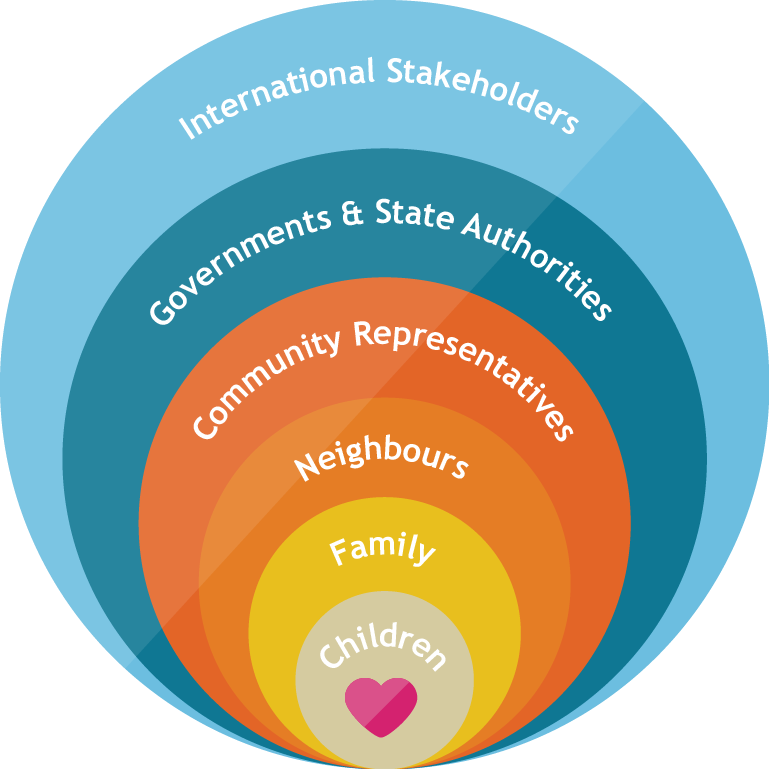 International Stakeholders
Governments & State Authorities
Community Representatives
Neighbours
Family
Children